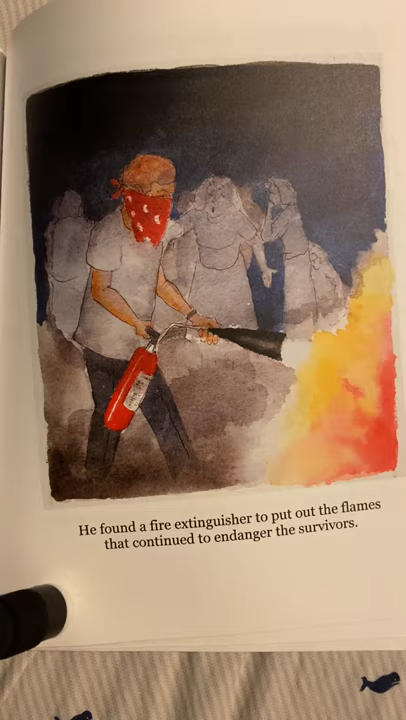 He found a fire extinguisher to put out the flames
that continued to endanger the survivors.